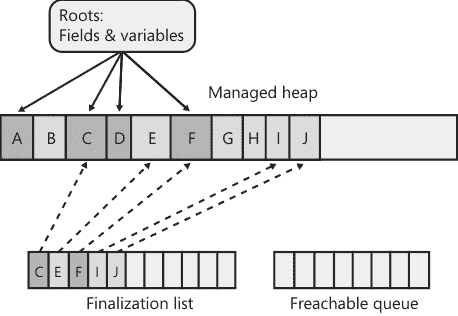 Roots:
Fields & variables
Managed heap
A B C D E F G H I J
C E F I J
Finalization list
Freachable queue